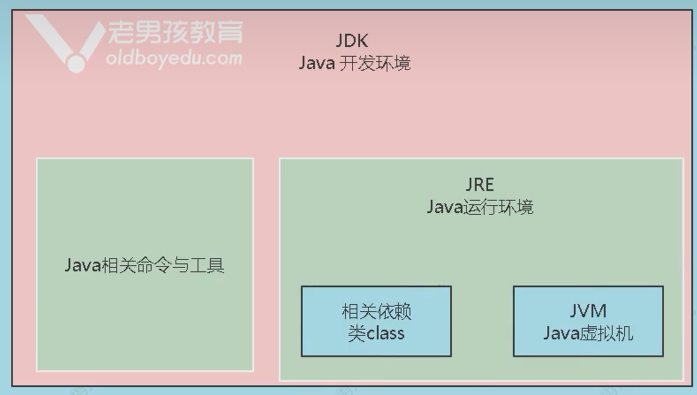 老男孩教育
oldboyedu.com
JDK
Java 开发环境
Java相关命令与工具
JRE
Java运行环境
相关依赖
类class
JVM
Java虚拟机